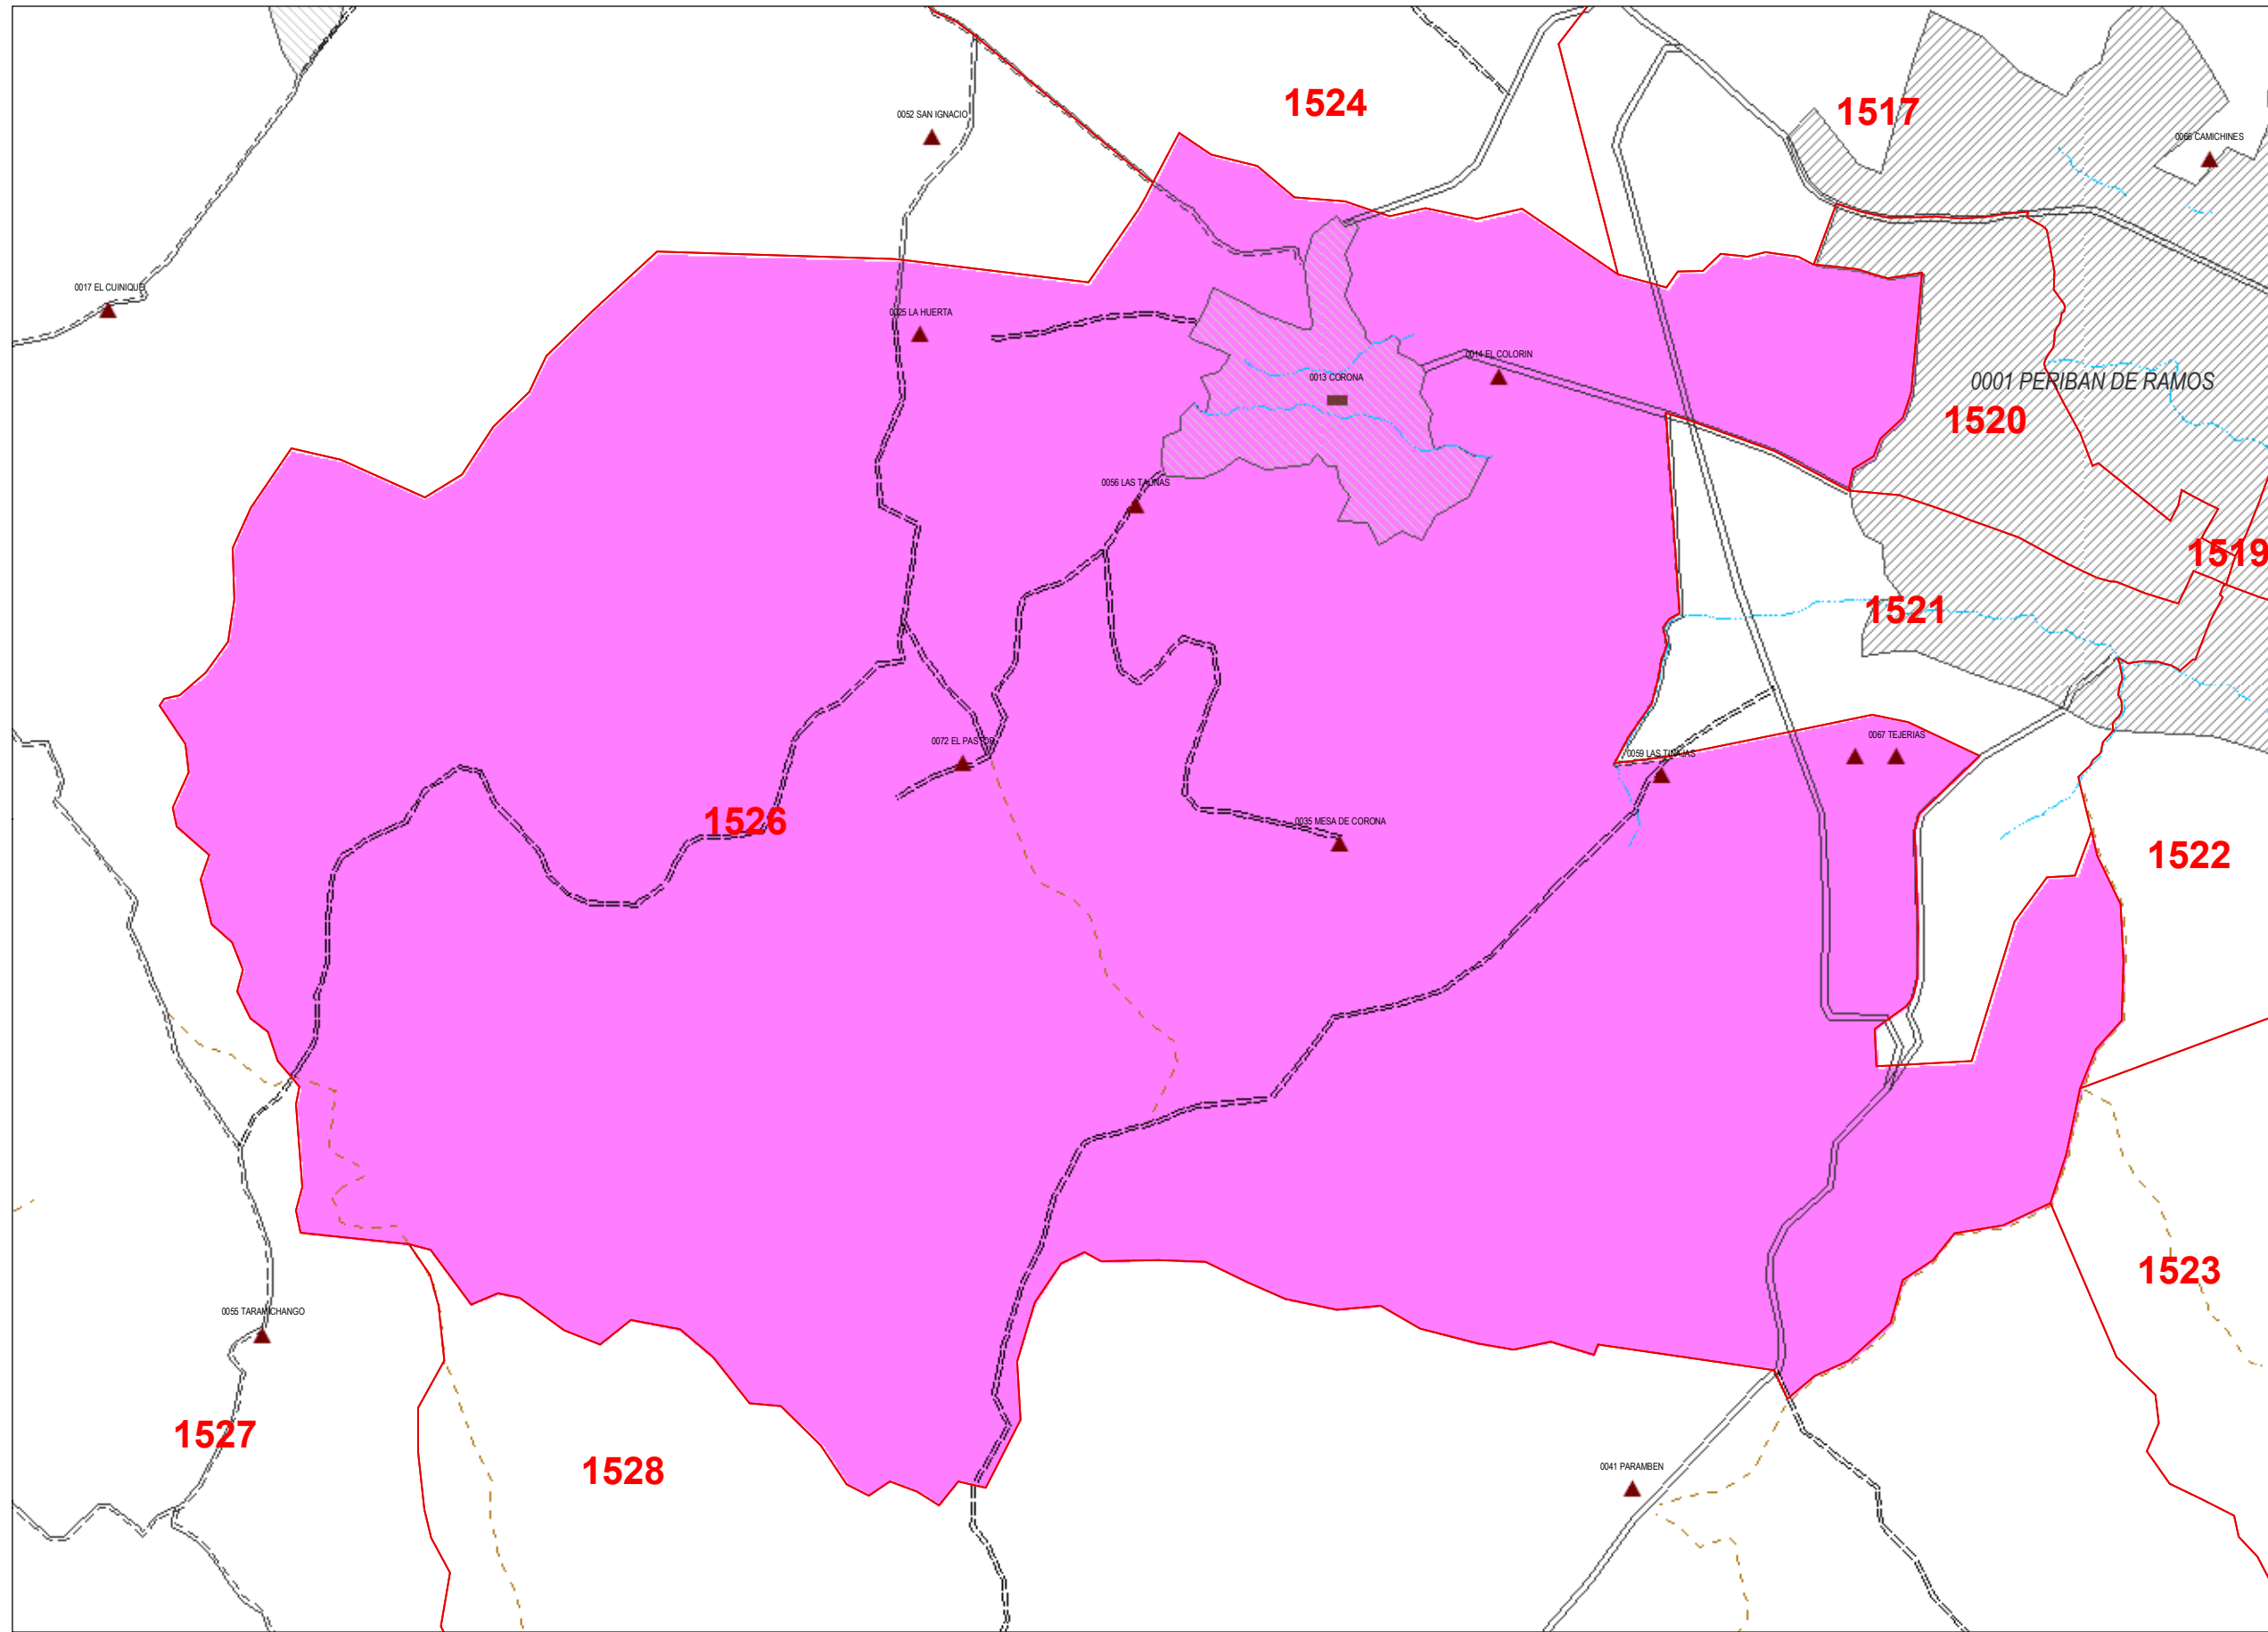 1524
1517
0052 SAN IGNACIO
0066 CAMICHINES
0017 EL CUINIQUE
0025 LA HUERTA
0014 EL COLORIN
0013 CORONA
0001 PERIBAN DE RAMOS
1520
0056 LAS TAUNAS
1519
1521
0072 EL PASTOR
0059 LAS TINAJAS
0067 TEJERIAS
1526
0035 MESA DE CORONA
1522
1523
0055 TARAMICHANGO
1527
1528
0041 PARAMBEN